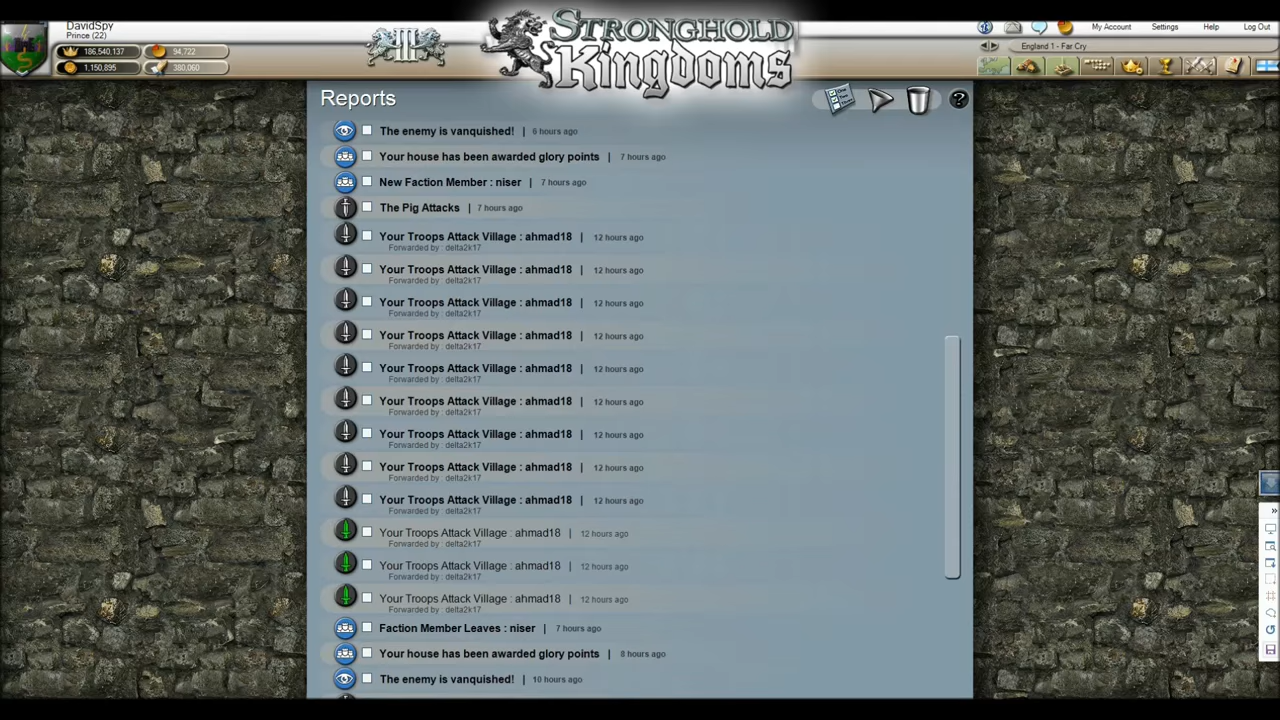 DavidSpy
Prince (22)
186,540,137
94,722
1,150,895
380,060
III
STRONGHOLD
Kingdoms
My Account
Settings
Help
Log Out
England 1 - Far Cry
Reports
?
The enemy is vanquished! | 6 hours ago
Your house has been awarded glory points | 7 hours ago
New Faction Member : niser | 7 hours ago
The Pig Attacks | 7 hours ago
Your Troops Attack Village : ahmad18 | 12 hours ago
Forwarded by : delta2k17
Your Troops Attack Village : ahmad18 | 12 hours ago
Forwarded by : delta2k17
Your Troops Attack Village : ahmad18 | 12 hours ago
Forwarded by : delta2k17
Your Troops Attack Village : ahmad18 | 12 hours ago
Forwarded by : delta2k17
Your Troops Attack Village : ahmad18 | 12 hours ago
Forwarded by : delta2k17
Your Troops Attack Village : ahmad18 | 12 hours ago
Forwarded by : delta2k17
Your Troops Attack Village : ahmad18 | 12 hours ago
Forwarded by : delta2k17
Your Troops Attack Village : ahmad18 | 12 hours ago
Forwarded by : delta2k17
Your Troops Attack Village : ahmad18 | 12 hours ago
Forwarded by : delta2k17
Your Troops Attack Village : ahmad18 | 12 hours ago
Forwarded by : delta2k17
Your Troops Attack Village : ahmad18 | 12 hours ago
Forwarded by : delta2k17
Your Troops Attack Village : ahmad18 | 12 hours ago
Forwarded by : delta2k17
Faction Member Leaves : niser | 7 hours ago
Your house has been awarded glory points | 8 hours ago
The enemy is vanquished! | 10 hours ago